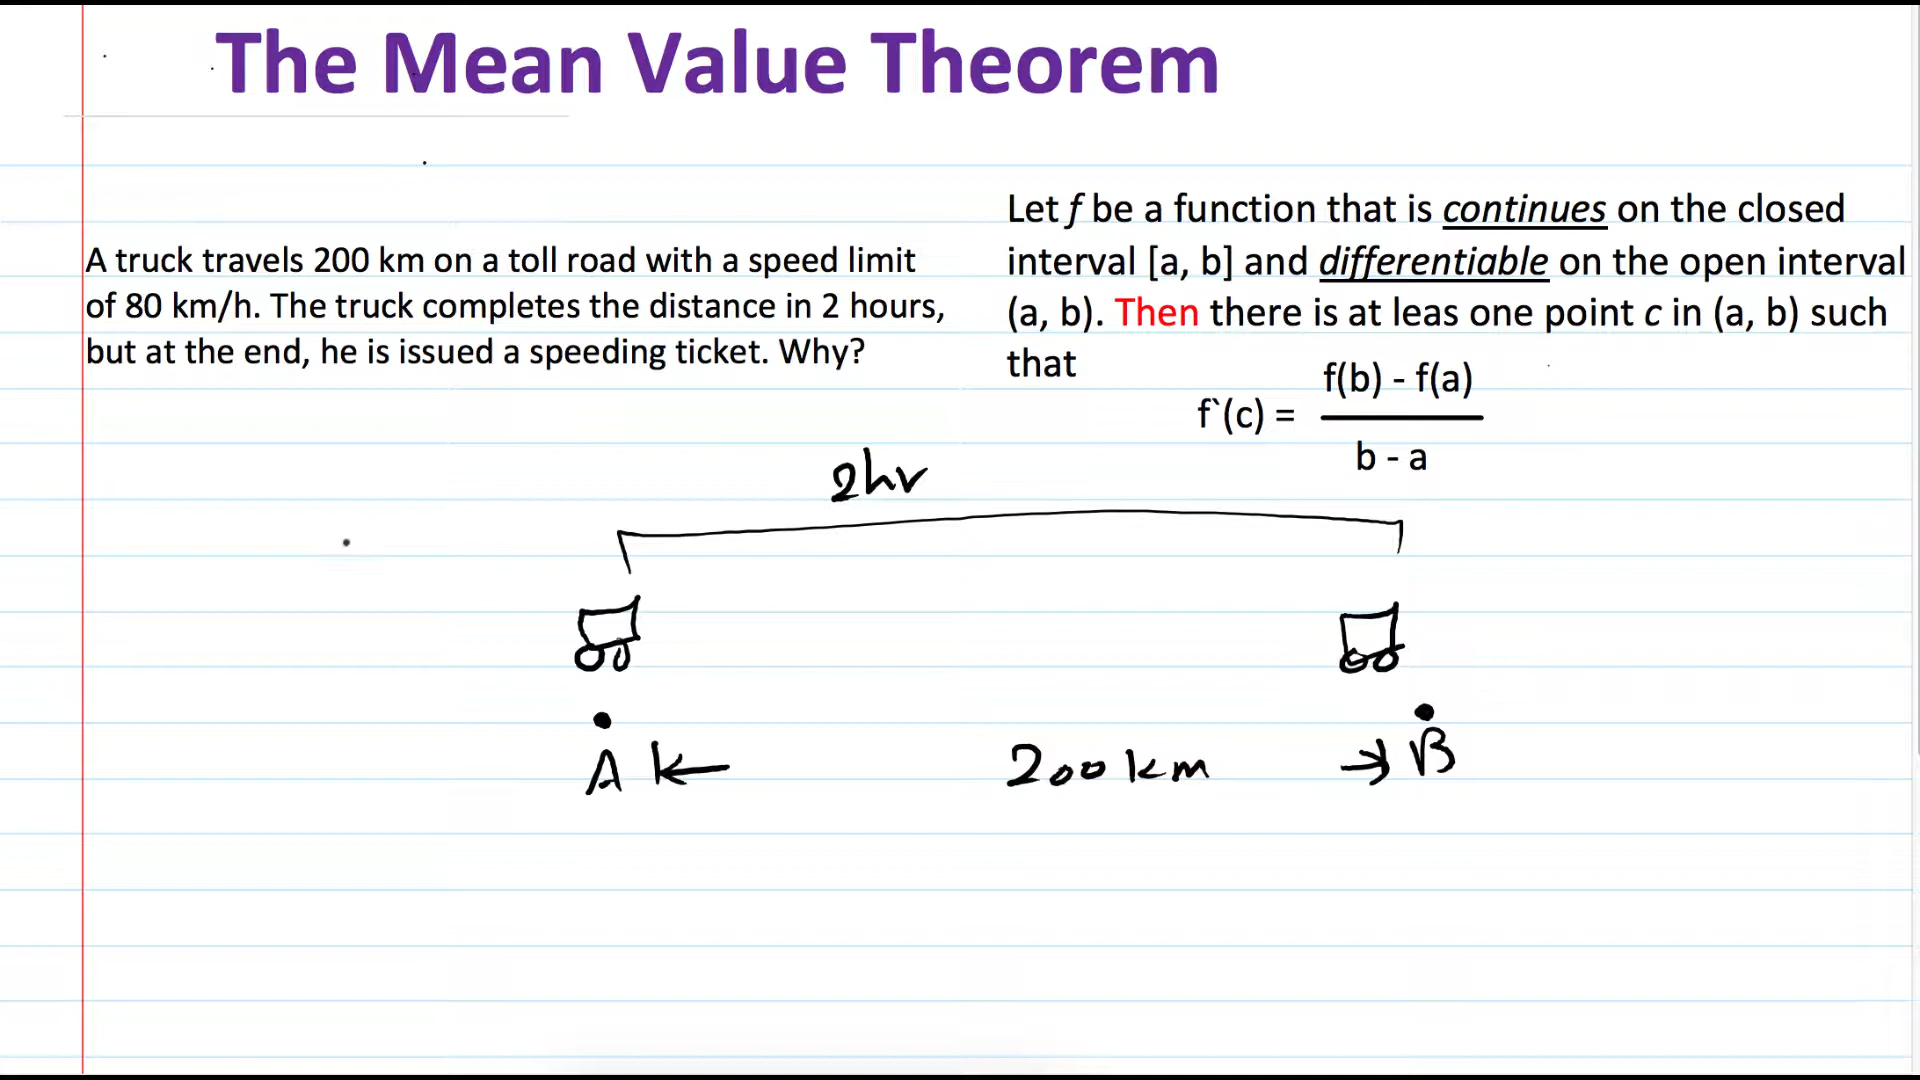 The Mean Value Theorem
A truck travels 200 km on a toll road with a speed limit
of 80 km/h. The truck completes the distance in 2 hours,
but at the end, he is issued a speeding ticket. Why?
Let f be a function that is continues on the closed
interval [a, b] and differentiable on the open interval
(a, b). Then there is at leas one point c in (a, b) such
that
f`(c) = f(b) - f(a)
b - a
2hr
A ← 200 km → B